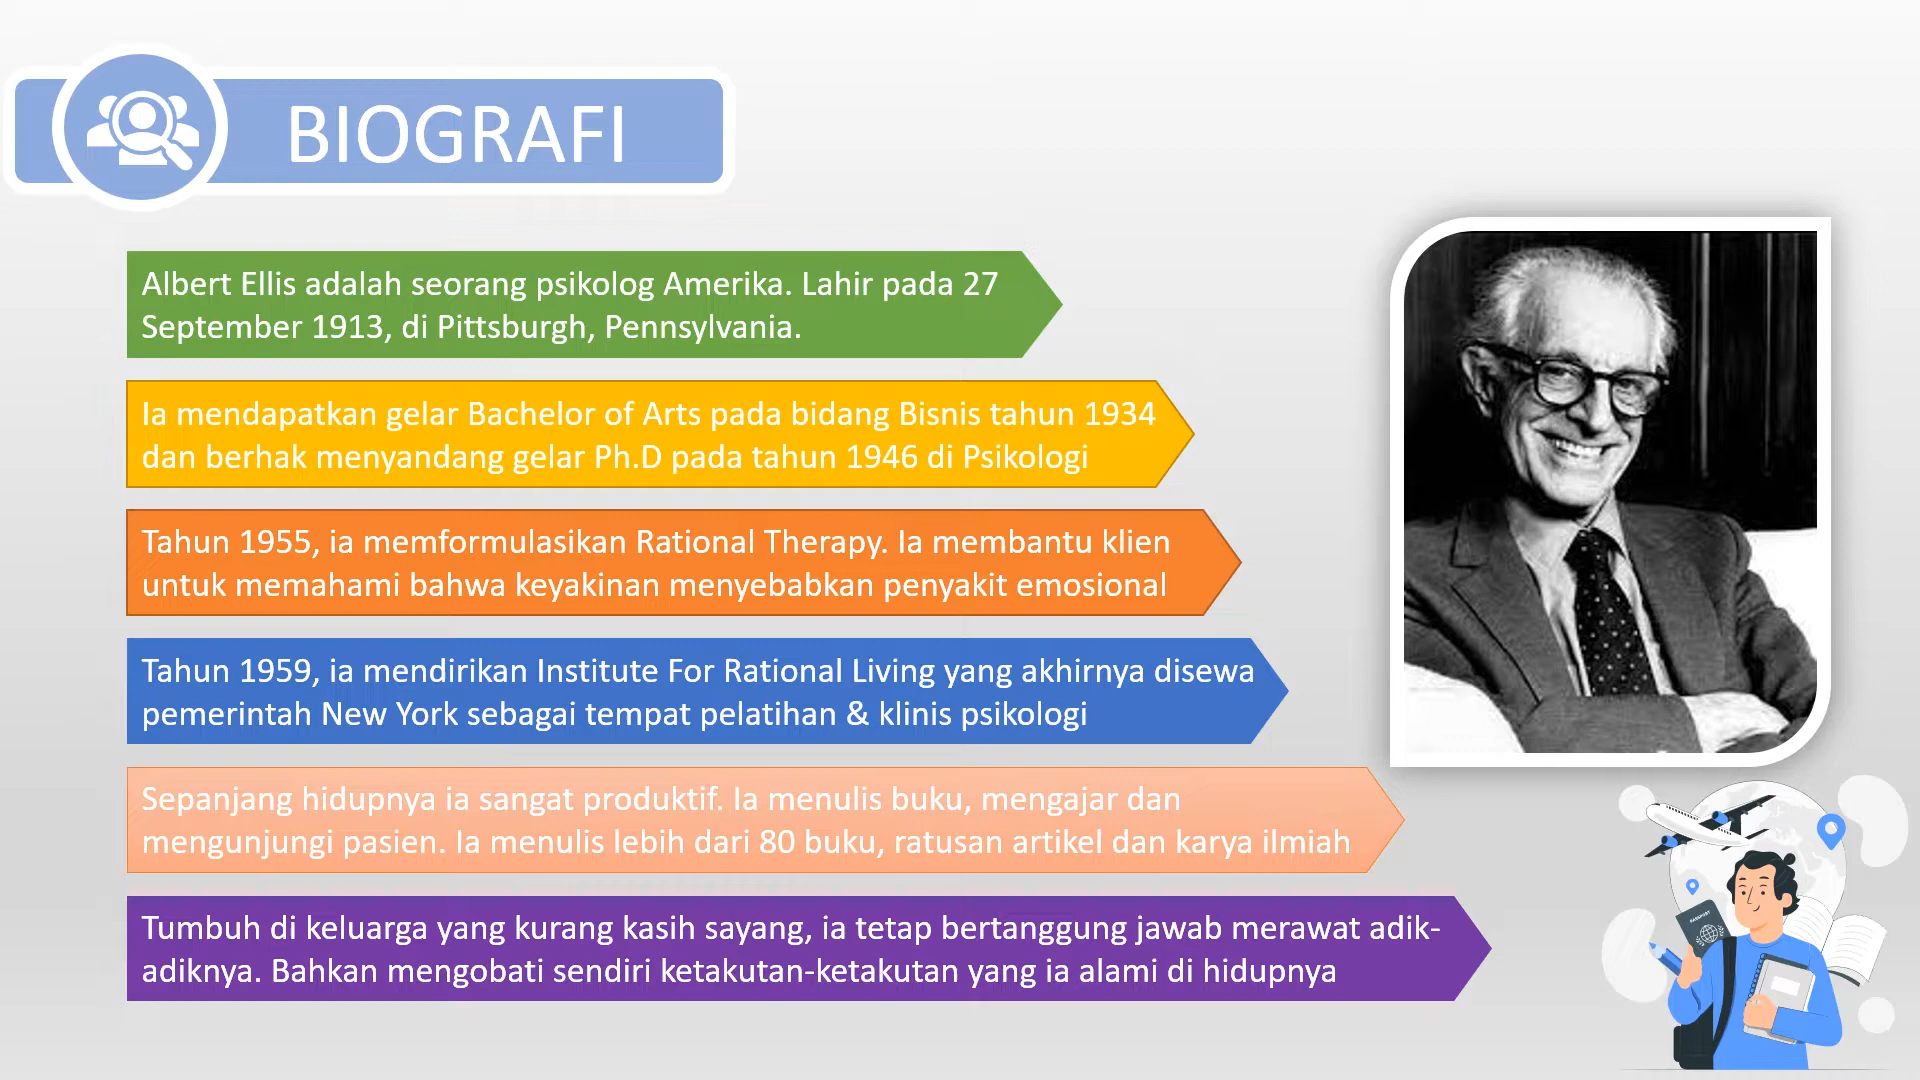 BIOGRAFI
Albert Ellis adalah seorang psikolog Amerika. Lahir pada 27
September 1913, di Pittsburgh, Pennsylvania.
Ia mendapatkan gelar Bachelor of Arts pada bidang Bisnis tahun 1934
dan berhak menyandang gelar Ph.D pada tahun 1946 di Psikologi
Tahun 1955, ia memformulasikan Rational Therapy. Ia membantu klien
untuk memahami bahwa keyakinan menyebabkan penyakit emosional
Tahun 1959, ia mendirikan Institute For Rational Living yang akhirnya disewa
pemerintah New York sebagai tempat pelatihan & klinis psikologi
Sepanjang hidupnya ia sangat produktif. Ia menulis buku, mengajar dan
mengunjungi pasien. Ia menulis lebih dari 80 buku, ratusan artikel dan karya ilmiah
Tumbuh di keluarga yang kurang kasih sayang, ia tetap bertanggung jawab merawat adik-
adiknya. Bahkan mengobati sendiri ketakutan-ketakutan yang ia alami di hidupnya
PASSPORT